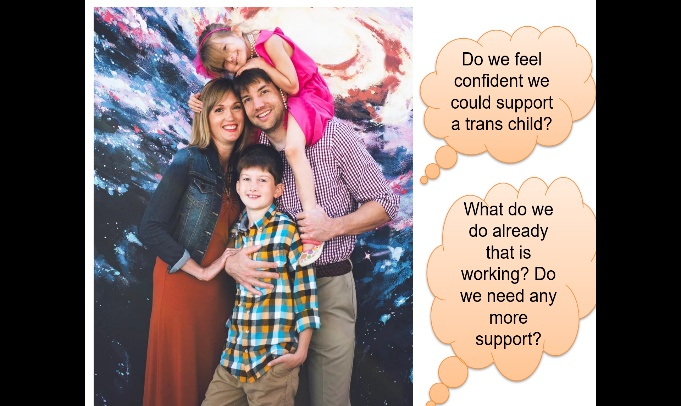 Do we feel
confident we
could support
a trans child?
What do we
do already
that is
working? Do
we need any
more
support?